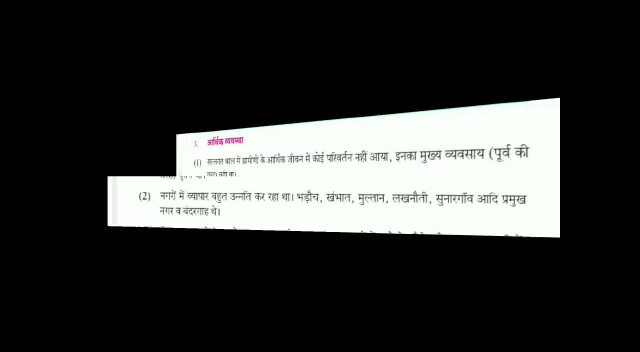 3. आर्थिक व्यवस्था
(1) सल्तनत काल में ग्रामीणों के आर्थिक जीवन में कोई परिवर्तन नहीं आया, इनका मुख्य व्यवसाय (पूर्व की
(2) नगरों में व्यापार बहुत उन्नति कर रहा था। भड़ौच, खंभात, मुल्तान, लखनौती, सुनारगाँव आदि प्रमुख
नगर व बंदरगाह थे।